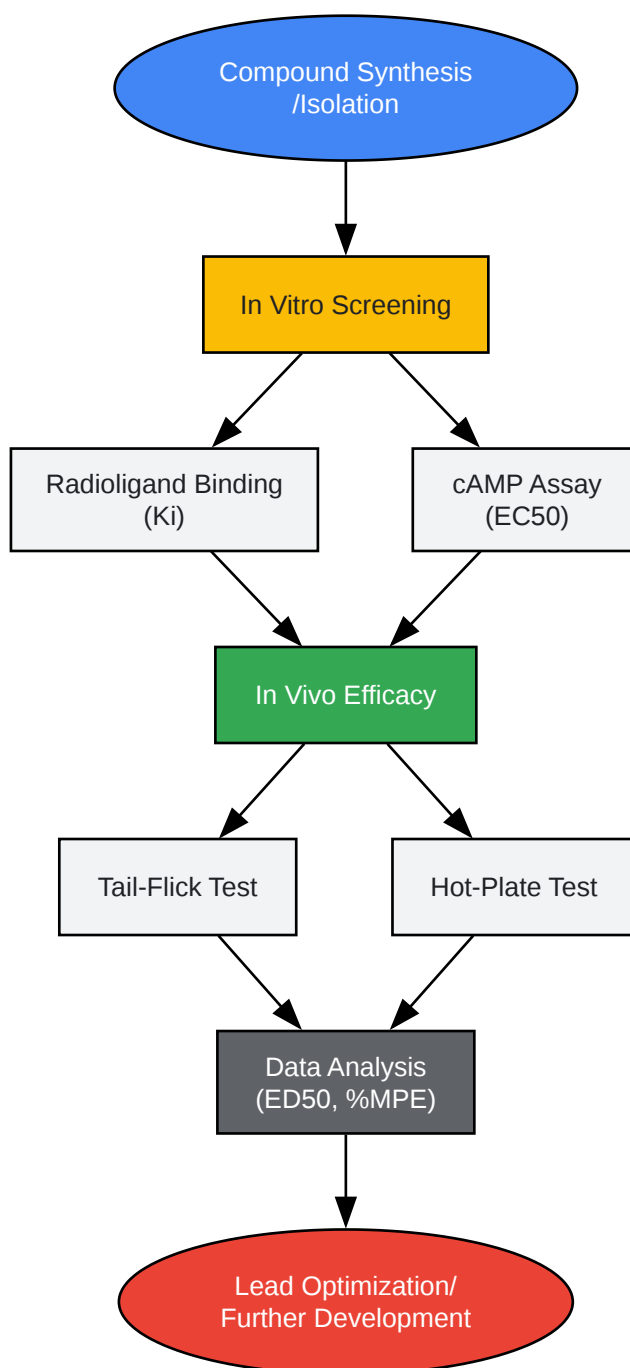 Compound Synthesis
/Isolation
In Vitro Screening
Radioligand Binding
(Ki)
cAMP Assay
(EC50)
In Vivo Efficacy
Tail-Flick Test
Hot-Plate Test
Data Analysis
(ED50, %MPE)
Lead Optimization/
Further Development